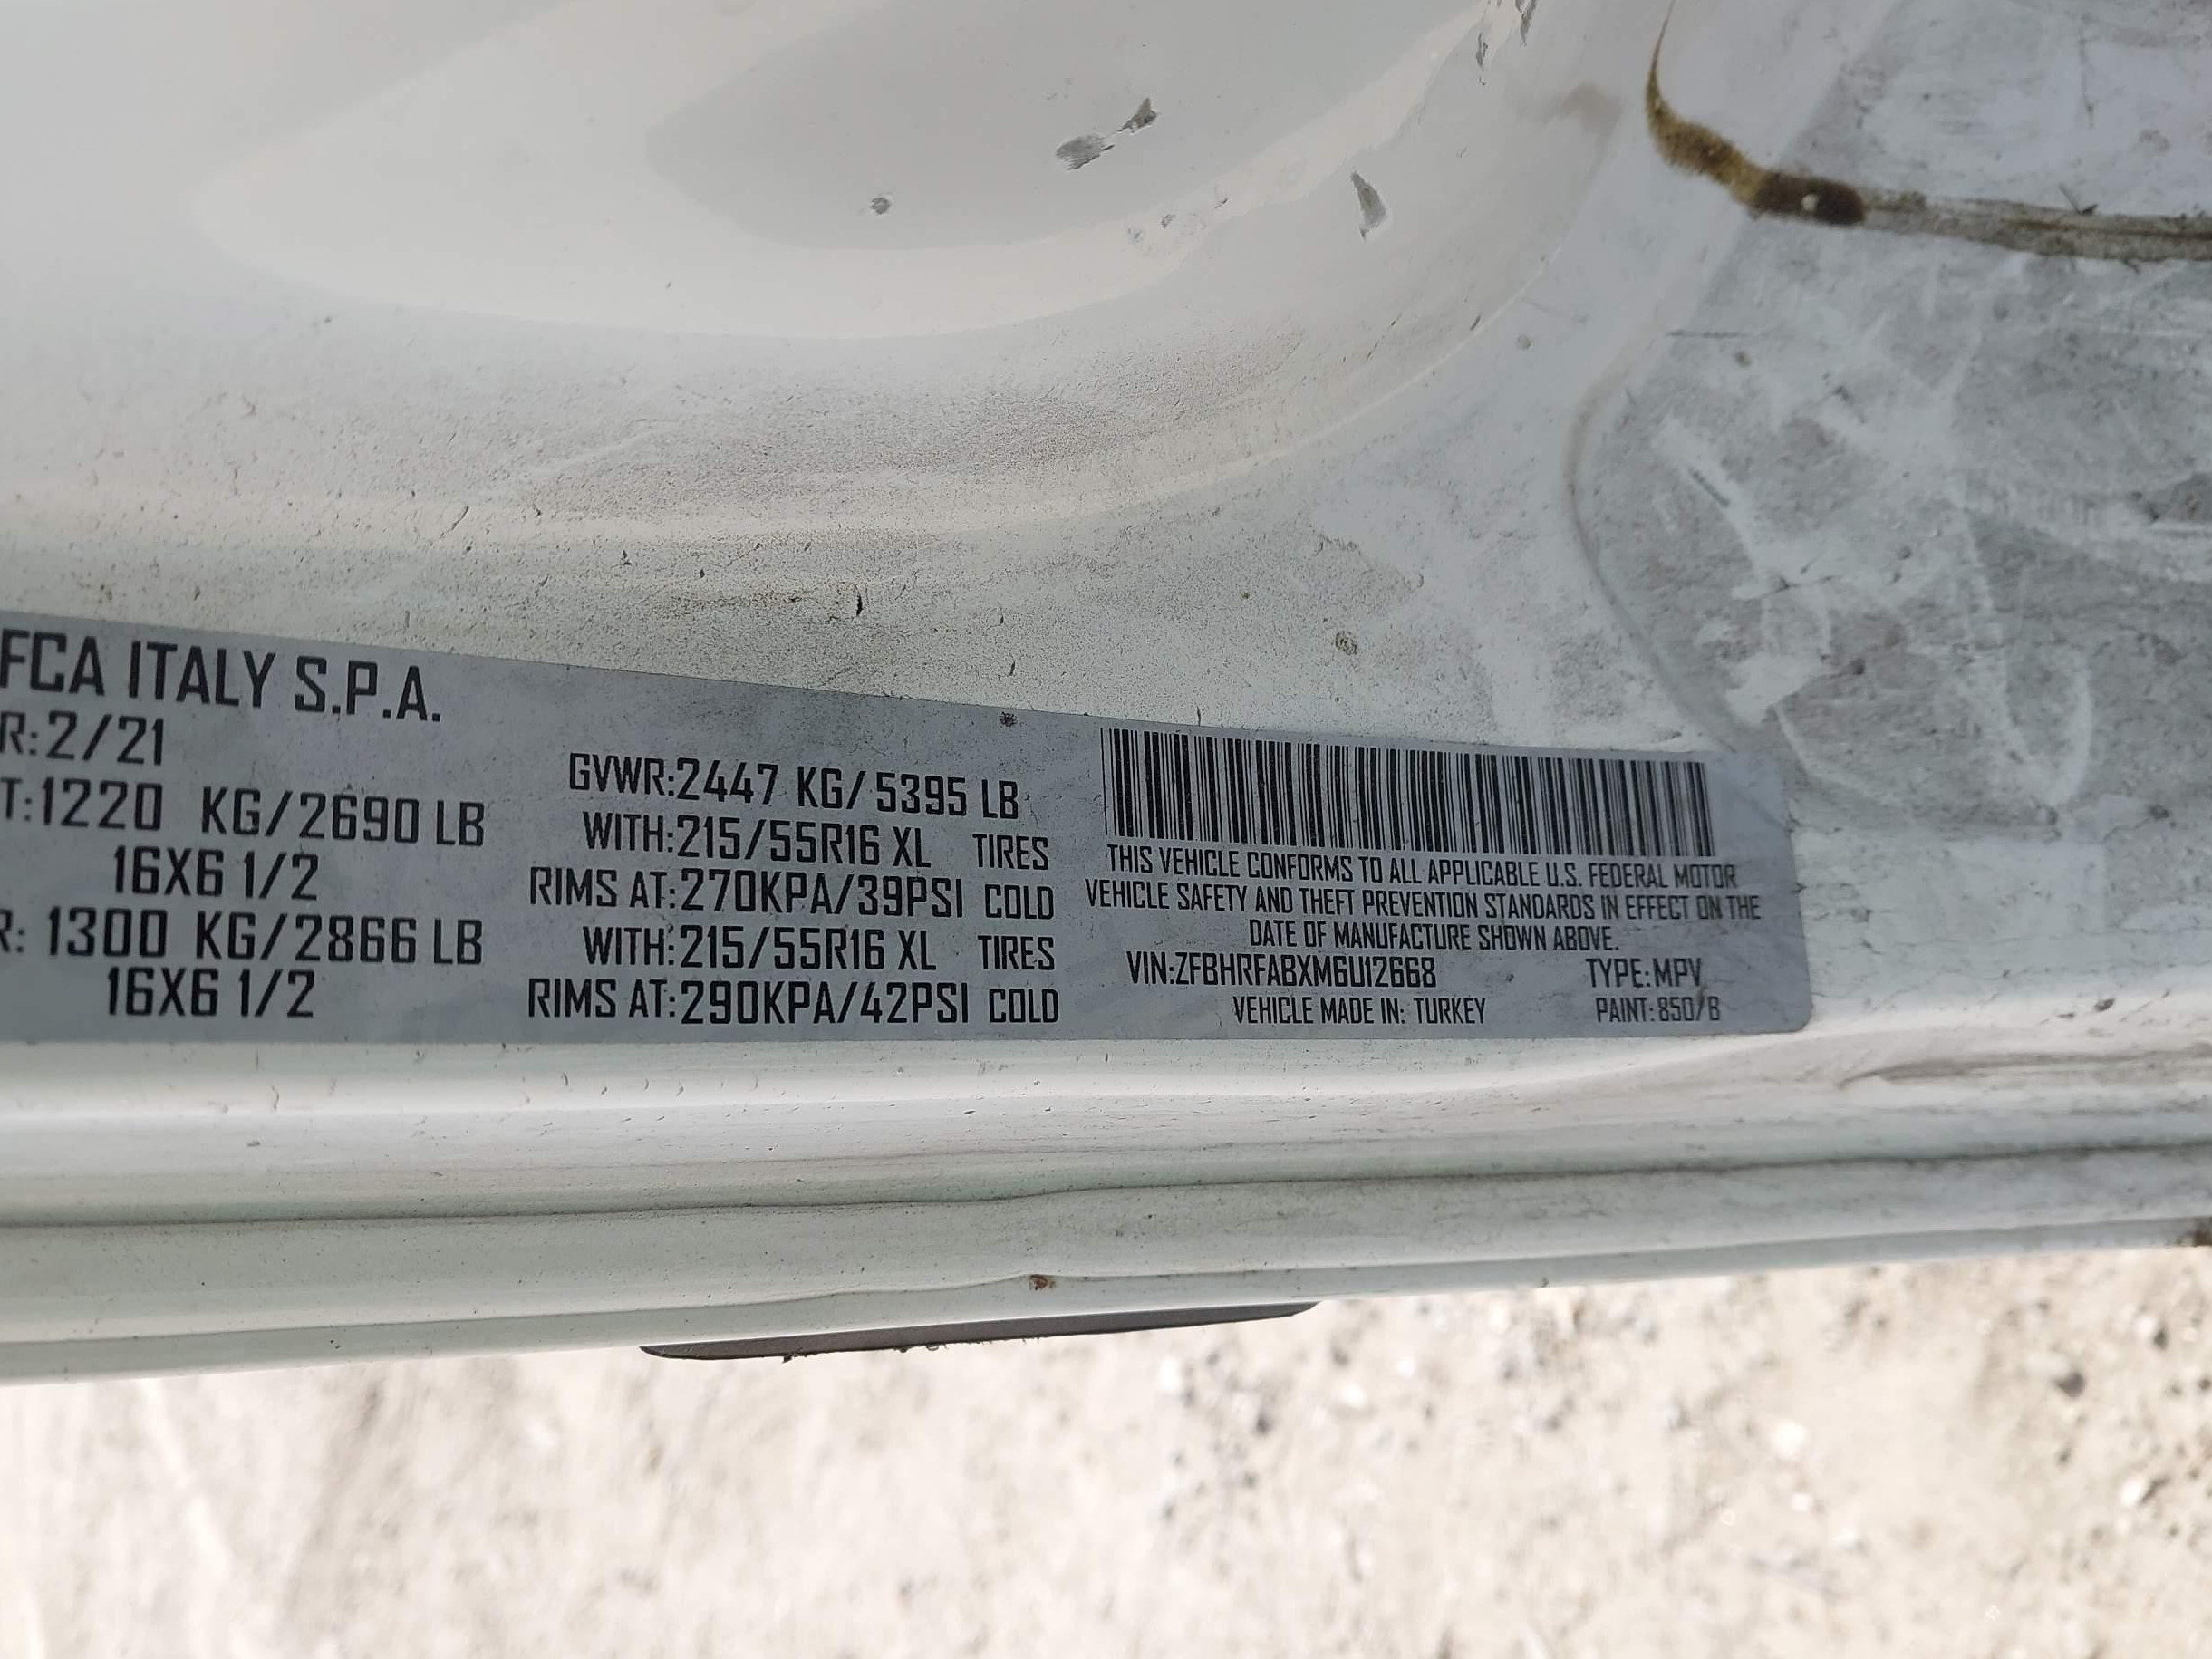 FCA ITALY S.P.A.
R:2/21
T:1220 KG/2690 LB
16X6 1/2
R: 1300 KG/2866 LB
16X6 1/2
GVWR:2447 KG/5395 LB
WITH:215/55R16 XL TIRES
RIMS AT:270KPA/39PSI COLD
WITH:215/55R16 XL TIRES
RIMS AT:290KPA/42PSI COLD
THIS VEHICLE CONFORMS TO ALL APPLICABLE U.S. FEDERAL MOTOR
VEHICLE SAFETY AND THEFT PREVENTION STANDARDS IN EFFECT ON THE
DATE OF MANUFACTURE SHOWN ABOVE.
VIN:ZFBHRFABXM6U12668 TYPE:MPV
VEHICLE MADE IN: TURKEY PAINT:850/B